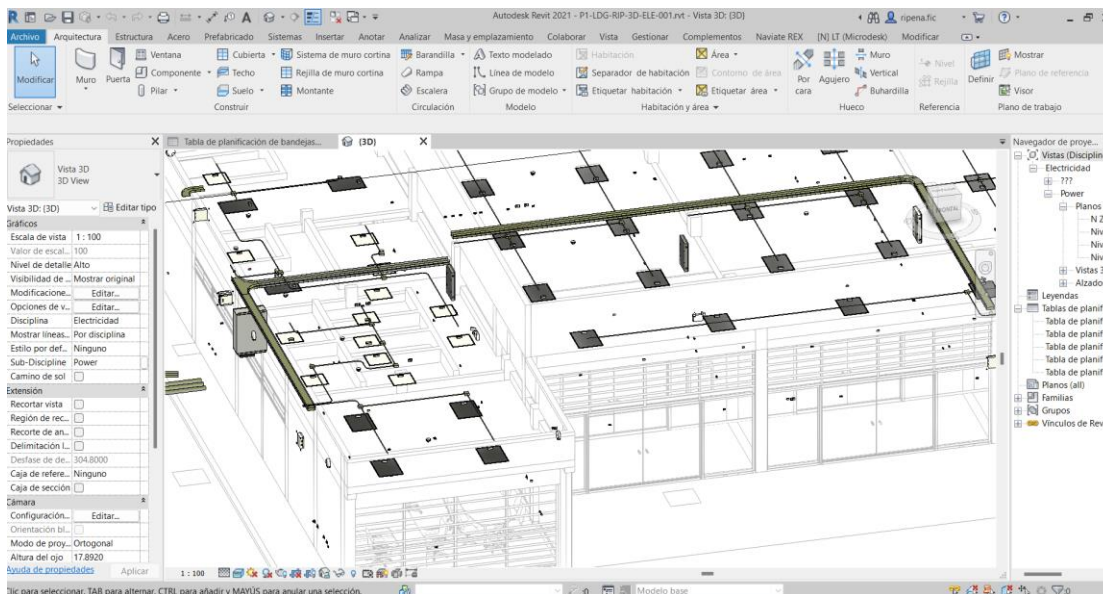 Autodesk Revit 2021 - P1-LDG-RIP-3D-ELE-001.rvt - Vista 3D: {3D}
ripena.fic
Archivo Arquitectura Estructura Acero Prefabricado Sistemas Insertar Anotar Analizar Masa y emplazamiento Colaborar Vista Gestionar Complementos Naviate REX [N] LT (Microdesk) Modificar
Modificar
Muro
Puerta
Ventana
Componente
Pilar
Cubierta
Techo
Suelo
Sistema de muro cortina
Rejilla de muro cortina
Montante
Barandilla
Rampa
Escalera
Texto modelado
Línea de modelo
Grupo de modelo
Habitación
Separador de habitación
Etiquetar habitación
Área
Contorno de área
Etiquetar área
Por cara
Agujero
Muro
Vertical
Buhardilla
Nivel
Rejilla
Definir
Mostrar
Plano de referencia
Visor
Seleccionar Construir Circulación Modelo Habitación y área Hueco Referencia Plano de trabajo
Propiedades
Tabla de planificación de bandejas...
{3D}
Vista 3D
3D View
Vista 3D: {3D} Editar tipo
Gráficos
Escala de vista 1 : 100
Valor de escal... 100
Nivel de detalle Alto
Visibilidad de ... Mostrar original
Modificacione... Editar...
Opciones de v... Editar...
Disciplina Electricidad
Mostrar líneas... Por disciplina
Estilo por def... Ninguno
Sub-Discipline Power
Camino de sol
Extensión
Recortar vista
Región de rec...
Recorte de an...
Delimitación l...
Desfase de de... 304.8000
Caja de refere... Ninguno
Caja de sección
Cámara
Configuración... Editar...
Orientación bl...
Modo de proy... Ortogonal
Altura del ojo 17.8920
Ayuda de propiedades Aplicar
FRONTAL
Navegador de proye...
Vistas (Disciplin
Electricidad
???
Power
Planos
N Z
Niv
Niv
Niv
Vistas 3
Alzado
Leyendas
Tablas de planif
Tabla de planif
Tabla de planif
Tabla de planif
Tabla de planif
Tabla de planif
Planos (all)
Familias
Grupos
Vínculos de Rev
1 : 100
Clic para seleccionar, TAB para alternar, CTRL para añadir y MAYÚS para anular una selección.
:0
Modelo base
:0